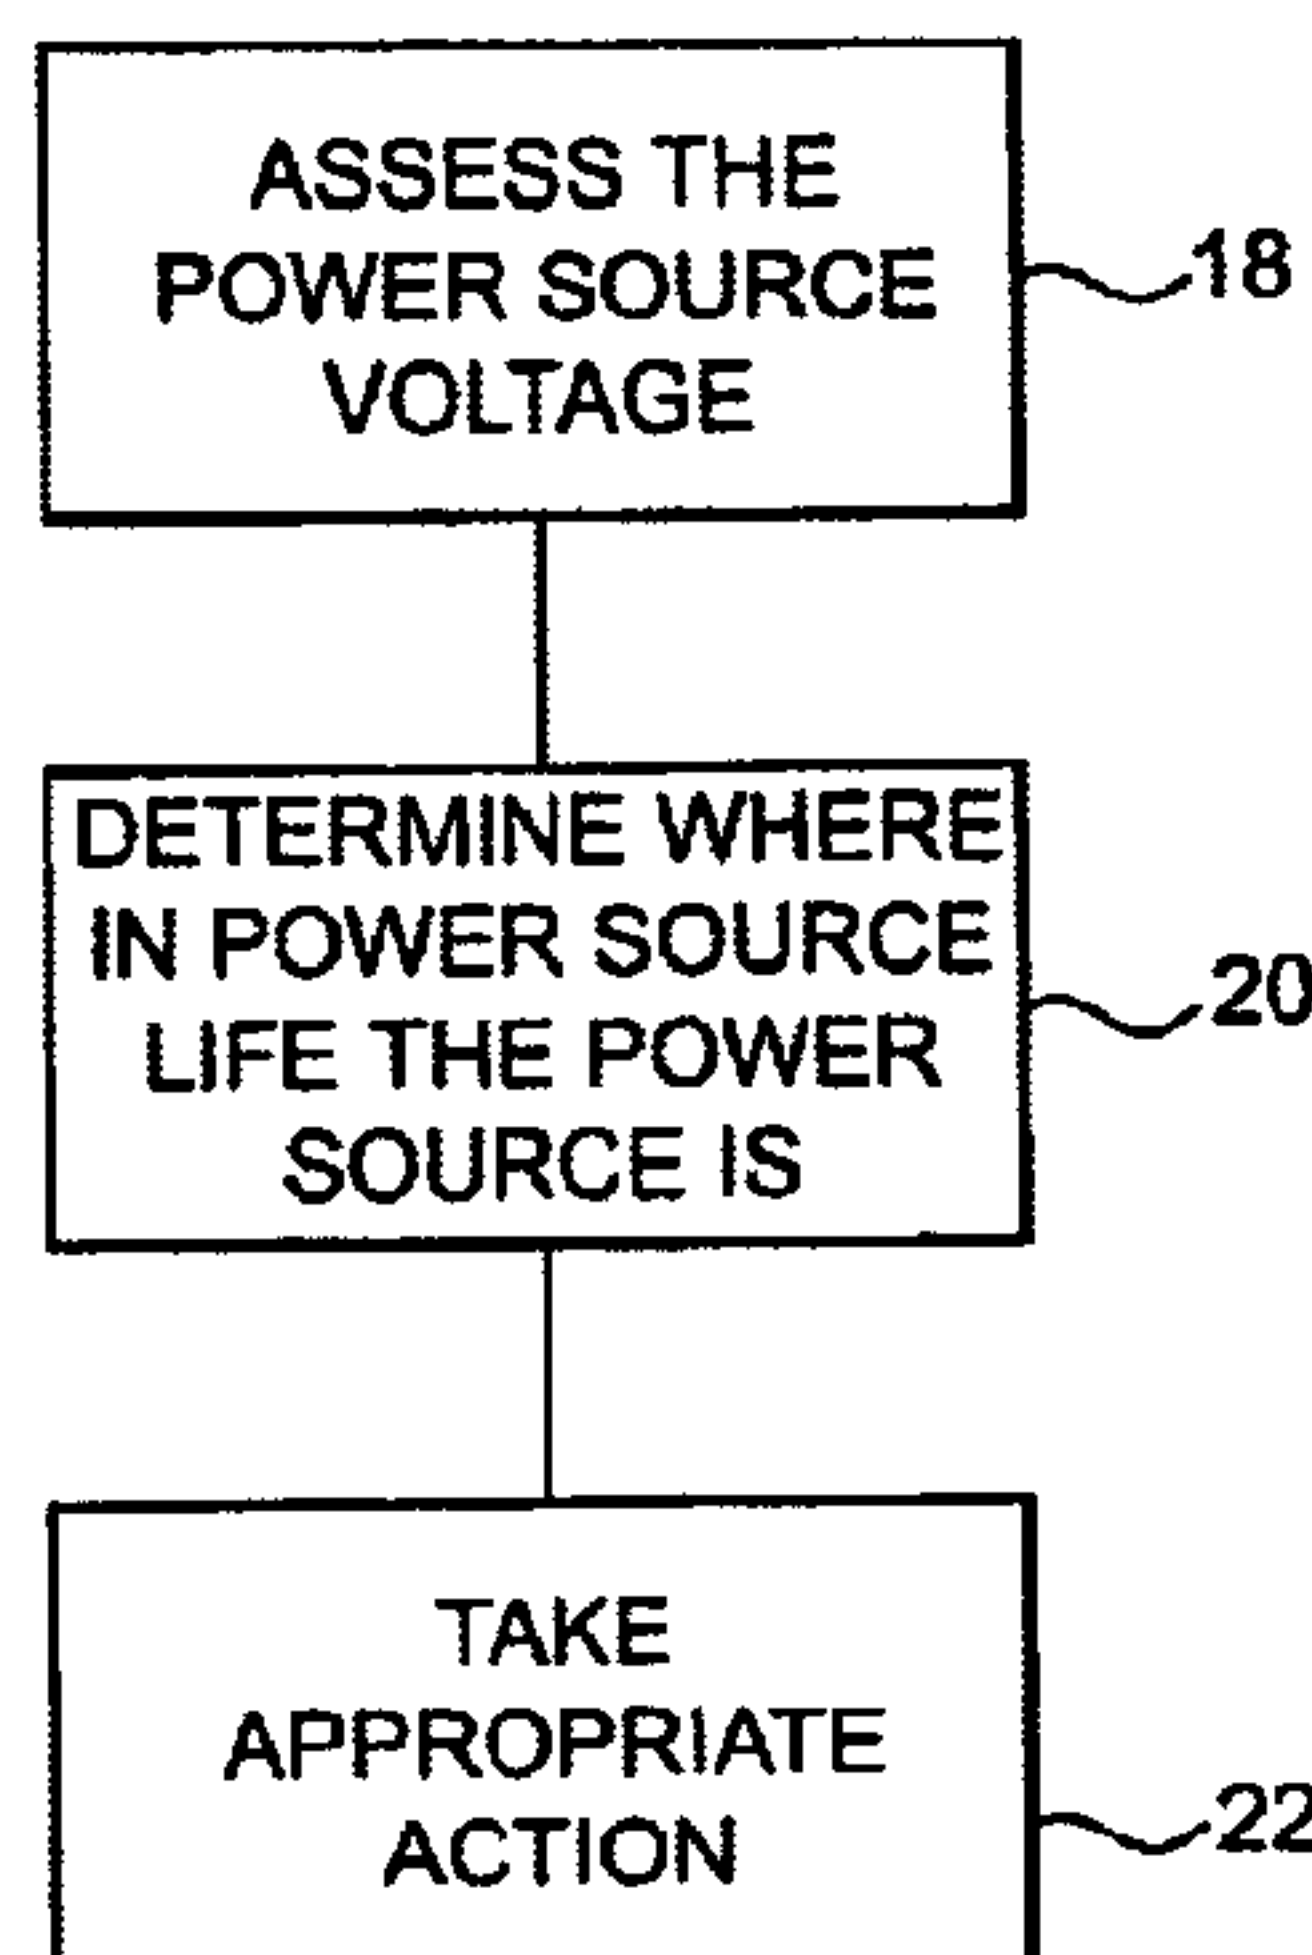 ASSESS THE
POWER SOURCE
VOLTAGE
18
DETERMINE WHERE
IN POWER SOURCE
LIFE THE POWER
SOURCE IS
20
TAKE
APPROPRIATE
ACTION
22